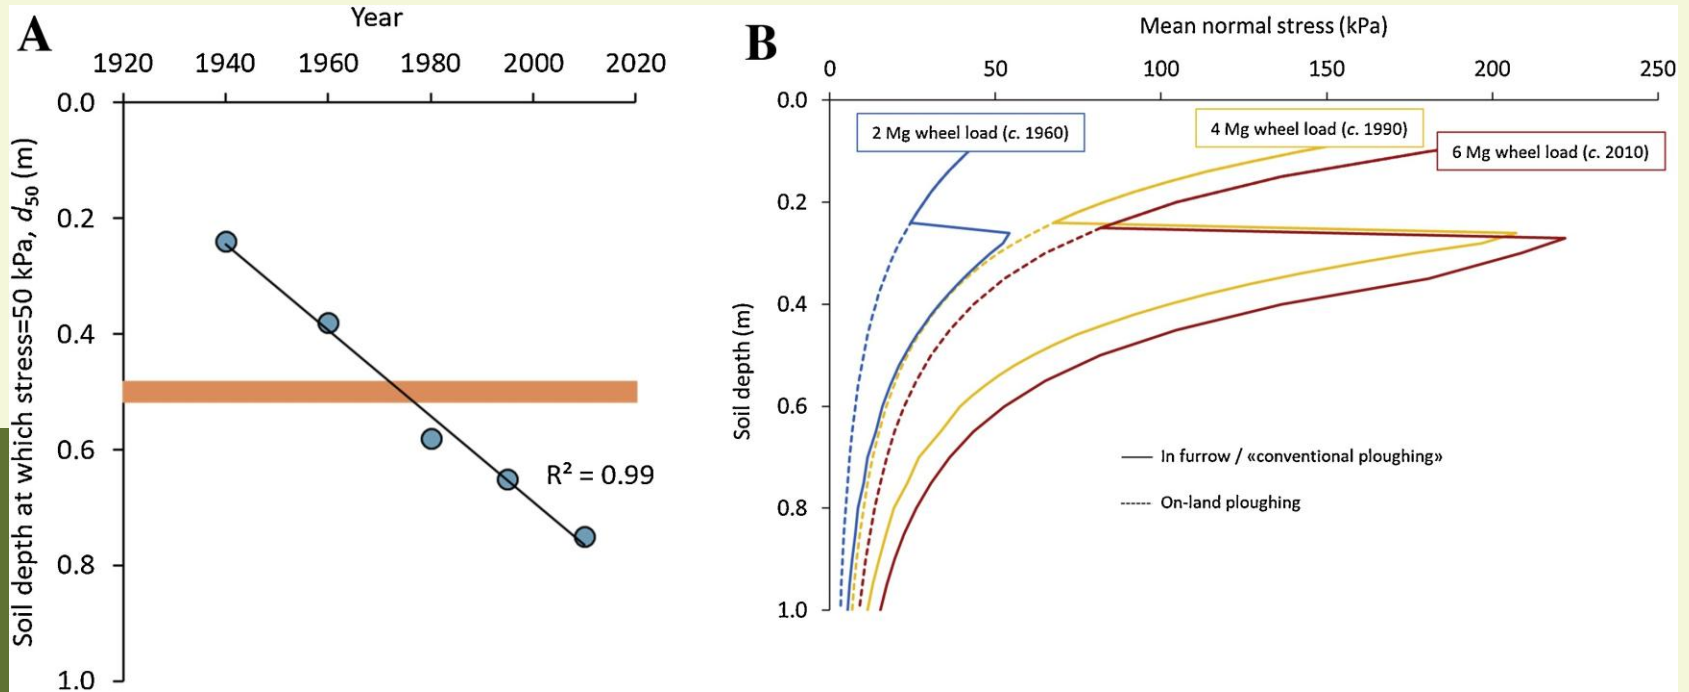 A
Year
1920 1940 1960 1980 2000 2020
0.0
0.2
0.4
0.6
0.8
1.0
Soil depth at which stress=50 kPa, d50 (m)
R² = 0.99
B
Mean normal stress (kPa)
0 50 100 150 200 250
0.0
0.2
0.4
0.6
0.8
1.0
Soil depth (m)
2 Mg wheel load (c. 1960)
4 Mg wheel load (c. 1990)
6 Mg wheel load (c. 2010)
In furrow / «conventional ploughing»
On-land ploughing